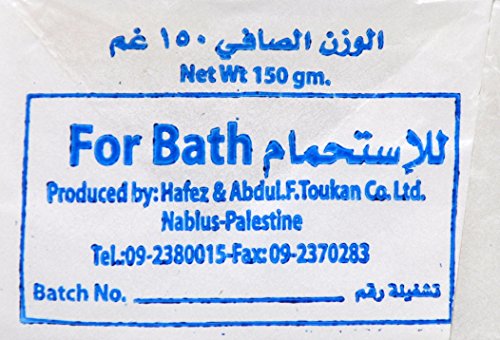 الوزن الصافي ١٥٠ غم
Net Wt 150 gm.
For Bath للإستحمام
Produced by: Hafez & Abdul.F.Toukan Co. Ltd.
Nablus-Palestine
Tel.:09-2380015-Fax: 09-2370283
Batch No. ________________ تشغيلة رقم